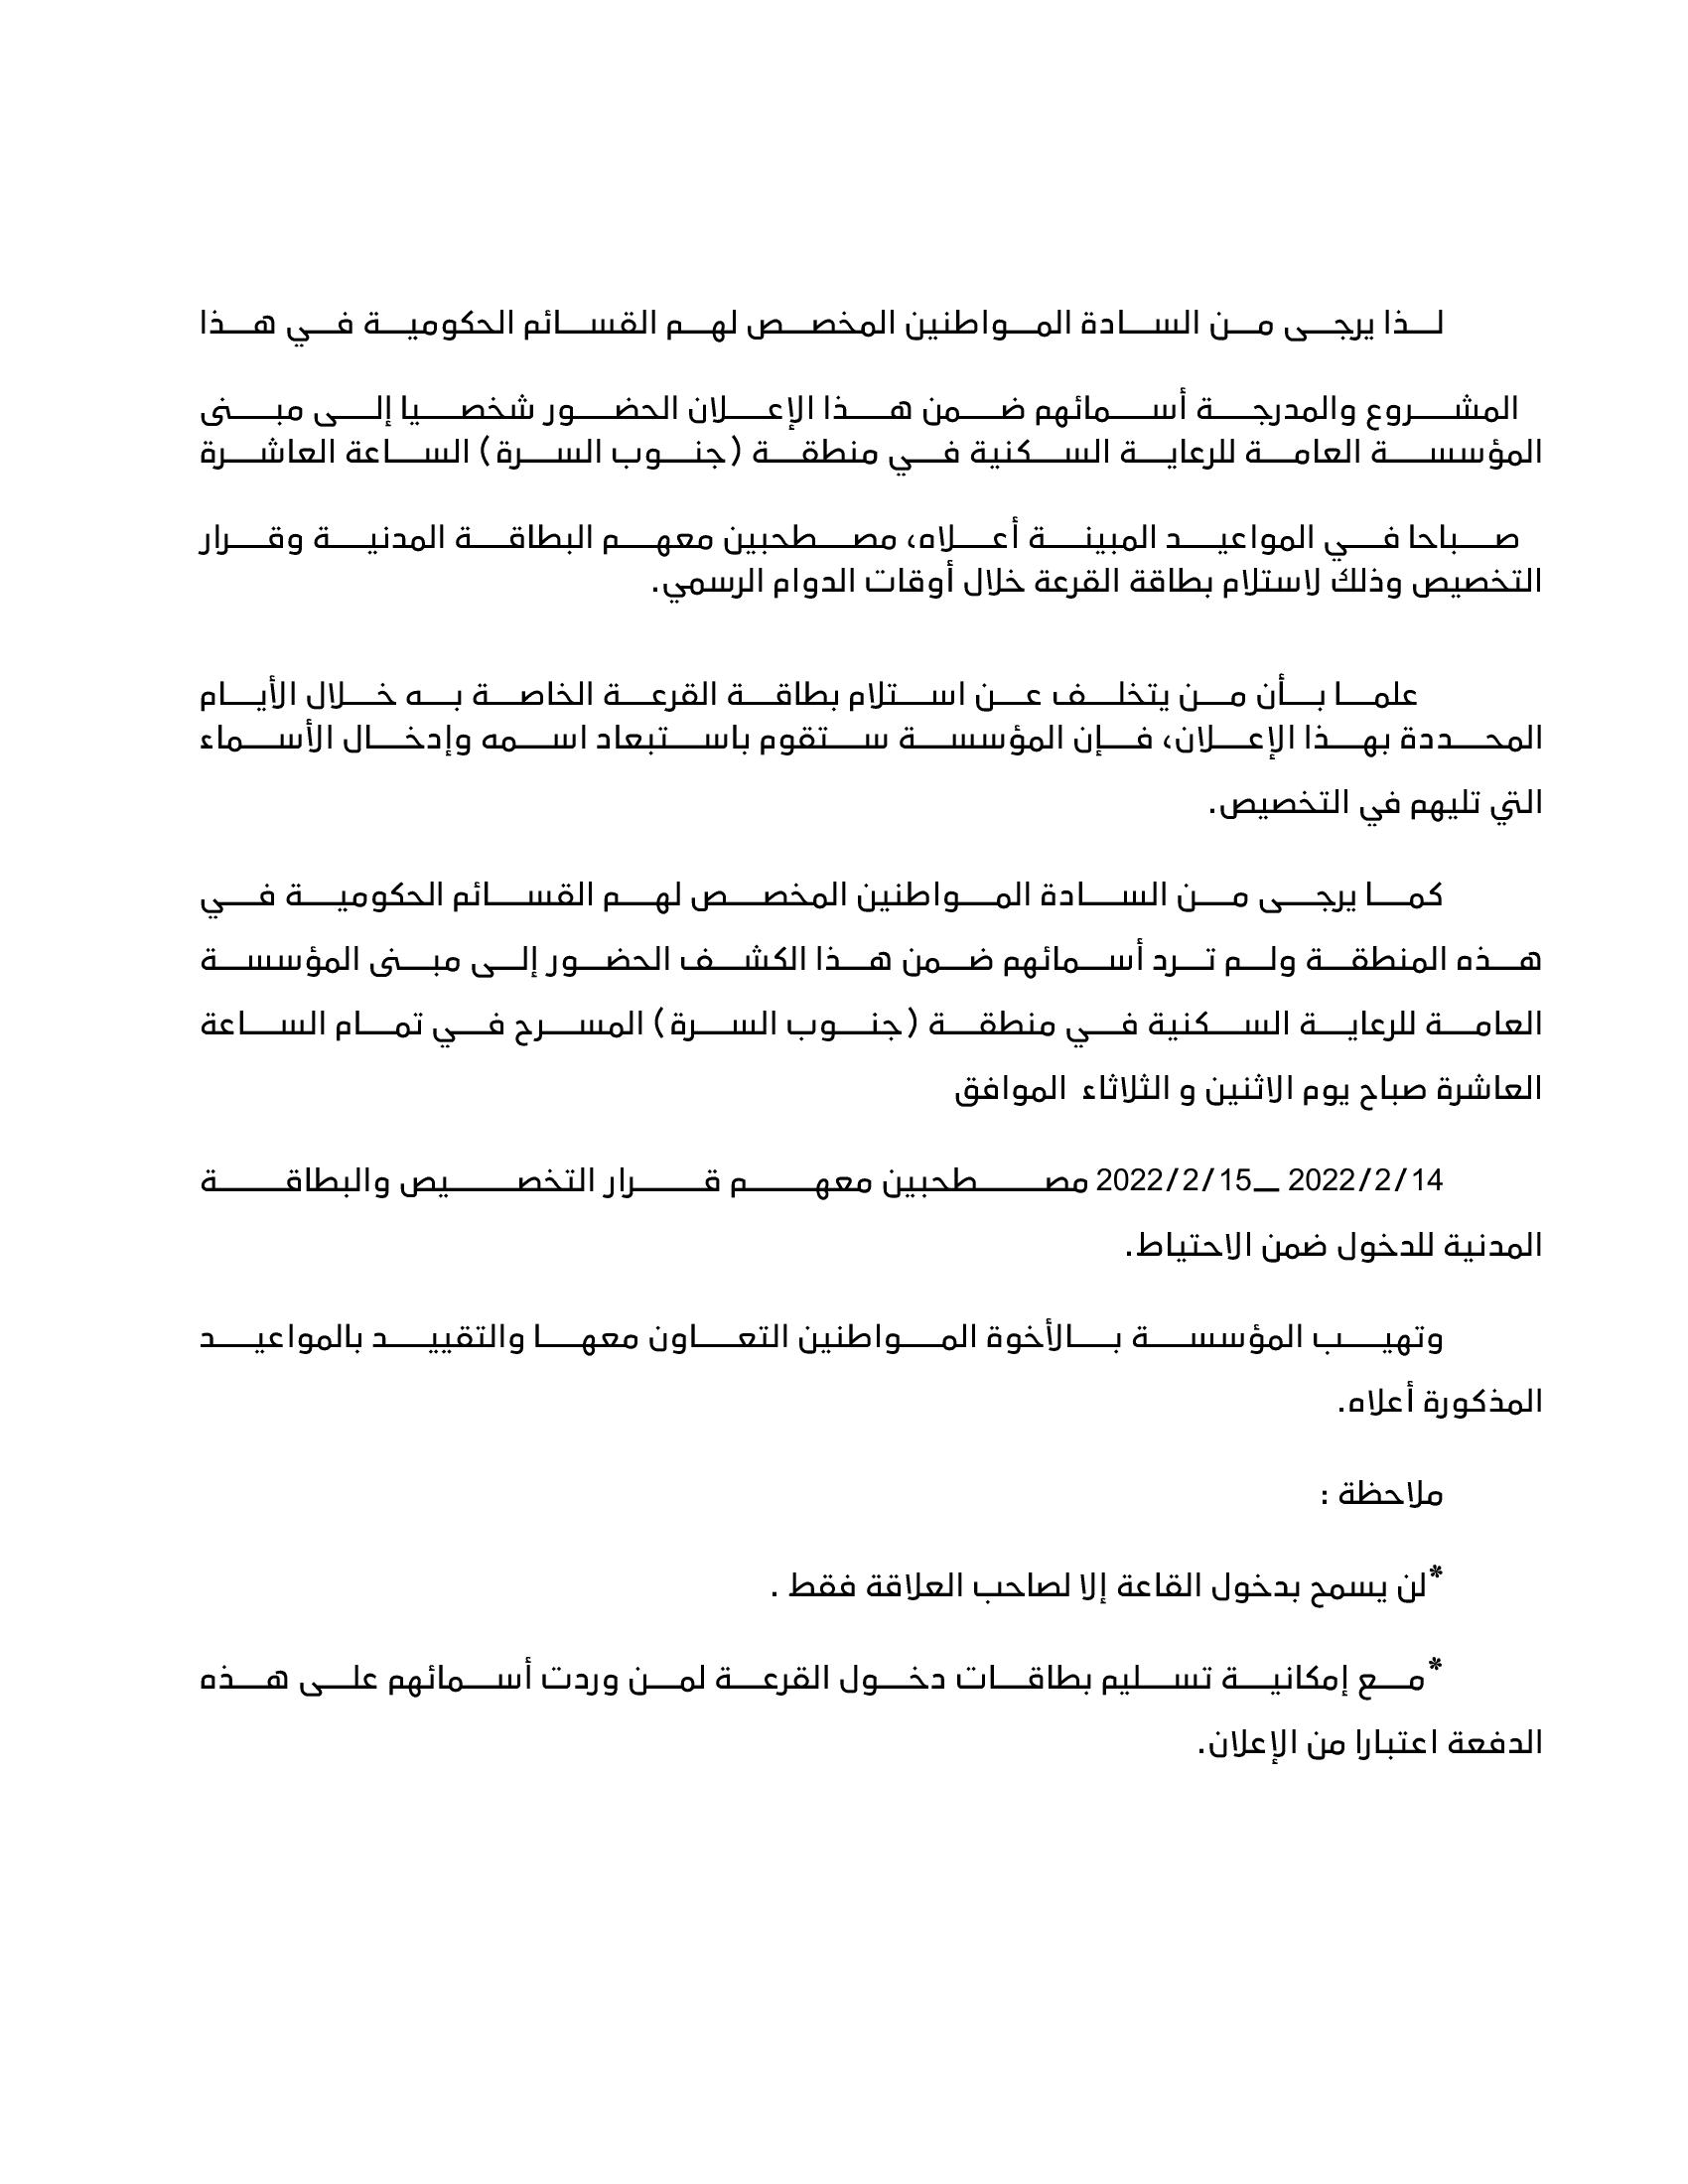 لذا يرجى من السادة المواطنين المخصص لهم القسائم الحكومية في هذا
المشروع والمدرجة أسمائهم ضمن هذا الإعلان الحضور شخصيا إلى مبنى
المؤسسة العامة للرعاية السكنية في منطقة (جنوب السرة) الساعة العاشرة
صباحا في المواعيد المبينة أعلاه، مصطحبين معهم البطاقة المدنية وقرار
التخصيص وذلك لاستلام بطاقة القرعة خلال أوقات الدوام الرسمي.
علما بأن من يتخلف عن استلام بطاقة القرعة الخاصة به خلال الأيام
المحددة بهذا الإعلان، فإن المؤسسة ستقوم باستبعاد اسمه وإدخال الأسماء
التي تليهم في التخصيص.
كما يرجى من السادة المواطنين المخصص لهم القسائم الحكومية في
هذه المنطقة ولم ترد أسمائهم ضمن هذا الكشف الحضور إلى مبنى المؤسسة
العامة للرعاية السكنية في منطقة (جنوب السرة) المسرح في تمام الساعة
العاشرة صباح يوم الاثنين و الثلاثاء الموافق
2022/2/14 ــ2022/2/15 مصطحبين معهم قرار التخصيص والبطاقة
المدنية للدخول ضمن الاحتياط.
وتهيب المؤسسة بالأخوة المواطنين التعاون معها والتقييد بالمواعيد
المذكورة أعلاه.
ملاحظة :
*لن يسمح بدخول القاعة إلا لصاحب العلاقة فقط .
*مع إمكانية تسليم بطاقات دخول القرعة لمن وردت أسمائهم على هذه
الدفعة اعتبارا من الإعلان.